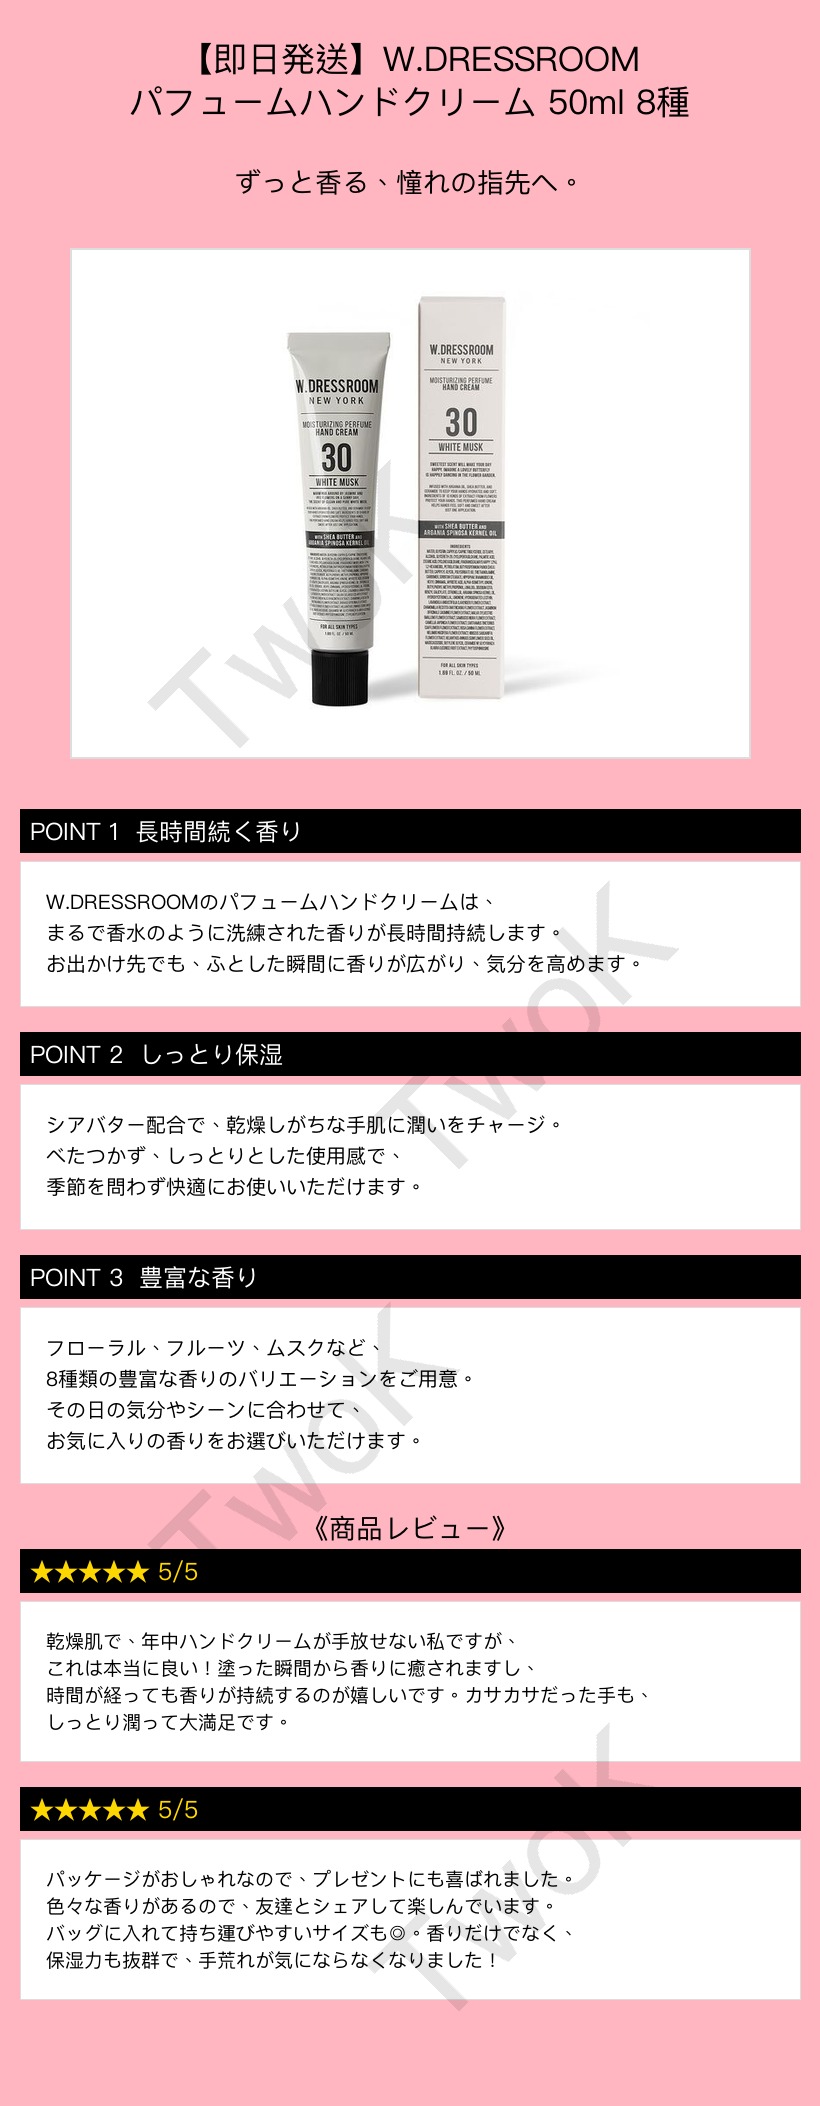 【即日発送】W.DRESSROOM
パフュームハンドクリーム 50ml 8種
ずっと香る、憧れの指先へ。
W.DRESSROOM
NEW YORK
MOISTURIZING PERFUME
HAND CREAM
30
WHITE MUSK
WITH SHEA BUTTER AND
ARGANIA SPINOSA KERNEL OIL
FOR ALL SKIN TYPES
1.69 FL. OZ. / 50 ML
W.DRESSROOM
NEW YORK
MOISTURIZING PERFUME
HAND CREAM
30
WHITE MUSK
SWEETEST SCENT WILL MAKE YOUR DAY
HAPPY. IMAGINE A LOVELY BUTTERFLY
IS HAPPILY DANCING IN THE FLOWER GARDEN.
WITH SHEA BUTTER AND
ARGANIA SPINOSA KERNEL OIL
INGREDIENTS
FOR ALL SKIN TYPES
1.69 FL. OZ. / 50 ML
TwoK
POINT 1 長時間続く香り
W.DRESSROOMのパフュームハンドクリームは、
まるで香水のように洗練された香りが長時間持続します。
お出かけ先でも、ふとした瞬間に香りが広がり、気分を高めます。
TwoK
POINT 2 しっとり保湿
シアバター配合で、乾燥しがちな手肌に潤いをチャージ。
べたつかず、しっとりとした使用感で、
季節を問わず快適にお使いいただけます。
POINT 3 豊富な香り
フローラル、フルーツ、ムスクなど、
8種類の豊富な香りのバリエーションをご用意。
その日の気分やシーンに合わせて、
お気に入りの香りをお選びいただけます。
TwoK
《商品レビュー》
★★★★★ 5/5
乾燥肌で、年中ハンドクリームが手放せない私ですが、
これは本当に良い！塗った瞬間から香りに癒されますし、
時間が経っても香りが持続するのが嬉しいです。カサカサだった手も、
しっとり潤って大満足です。
★★★★★ 5/5
パッケージがおしゃれなので、プレゼントにも喜ばれました。
色々な香りがあるので、友達とシェアして楽しんでいます。
バッグに入れて持ち運びやすいサイズも◎。香りだけでなく、
保湿力も抜群で、手荒れが気にならなくなりました！
TwoK